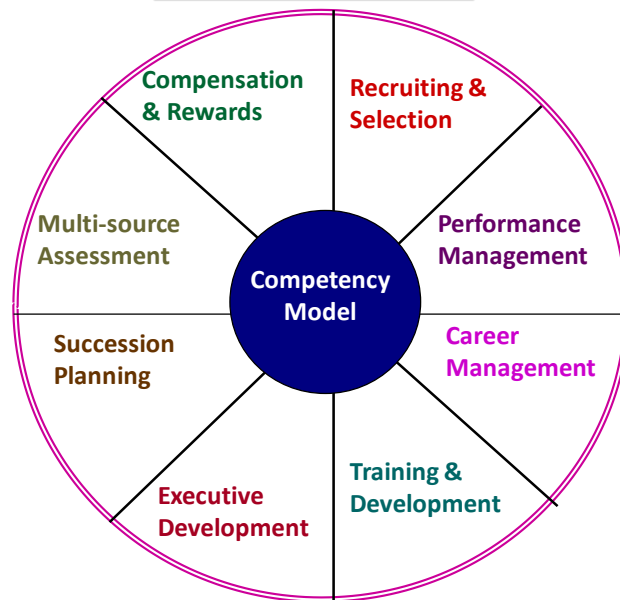 Compensation
& Rewards
Recruiting &
Selection
Multi-source
Assessment
Performance
Management
Competency
Model
Succession
Planning
Career
Management
Executive
Development
Training &
Development